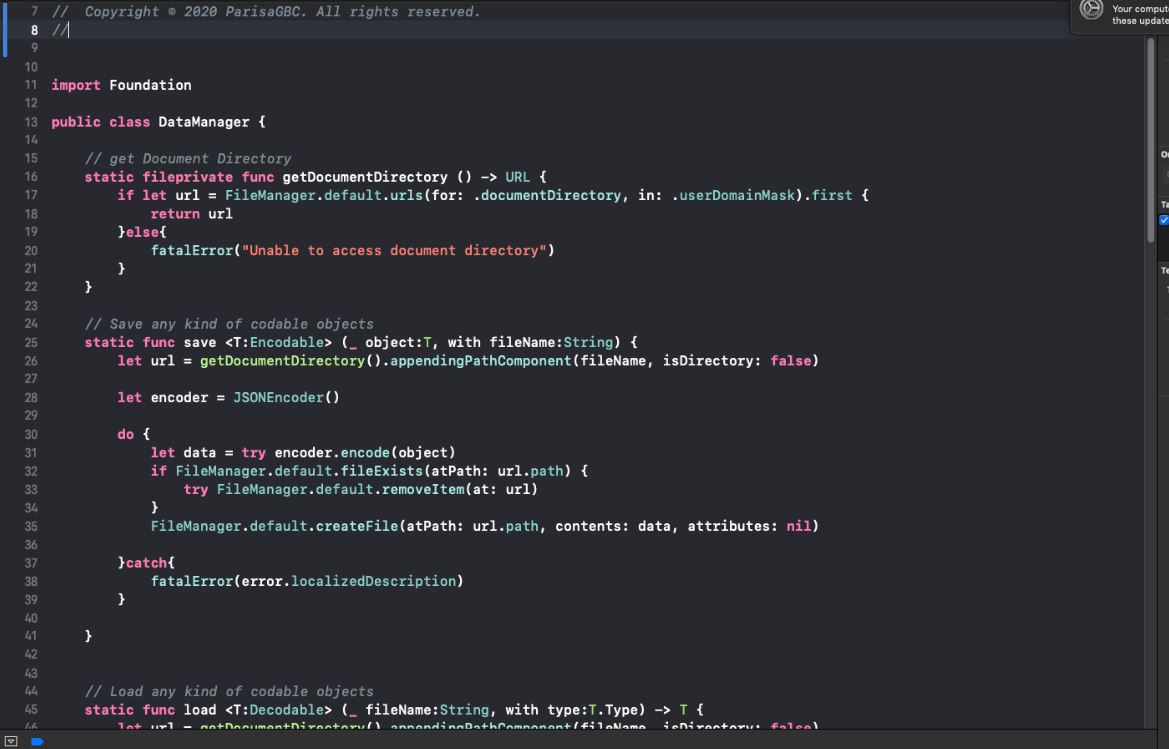 7 //  Copyright © 2020 ParisaGBC. All rights reserved.
8 //
9
10
11 import Foundation
12
13 public class DataManager {
14
15     // get Document Directory
16     static fileprivate func getDocumentDirectory () -> URL {
17         if let url = FileManager.default.urls(for: .documentDirectory, in: .userDomainMask).first {
18             return url
19         }else{
20             fatalError("Unable to access document directory")
21         }
22     }
23
24     // Save any kind of codable objects
25     static func save <T:Encodable> (_ object:T, with fileName:String) {
26         let url = getDocumentDirectory().appendingPathComponent(fileName, isDirectory: false)
27
28         let encoder = JSONEncoder()
29
30         do {
31             let data = try encoder.encode(object)
32             if FileManager.default.fileExists(atPath: url.path) {
33                 try FileManager.default.removeItem(at: url)
34             }
35             FileManager.default.createFile(atPath: url.path, contents: data, attributes: nil)
36
37         }catch{
38             fatalError(error.localizedDescription)
39         }
40
41     }
42
43
44     // Load any kind of codable objects
45     static func load <T:Decodable> (_ fileName:String, with type:T.Type) -> T {
46         let url = getDocumentDirectory().appendingPathComponent(fileName, isDirectory: false)
Your compute
these update